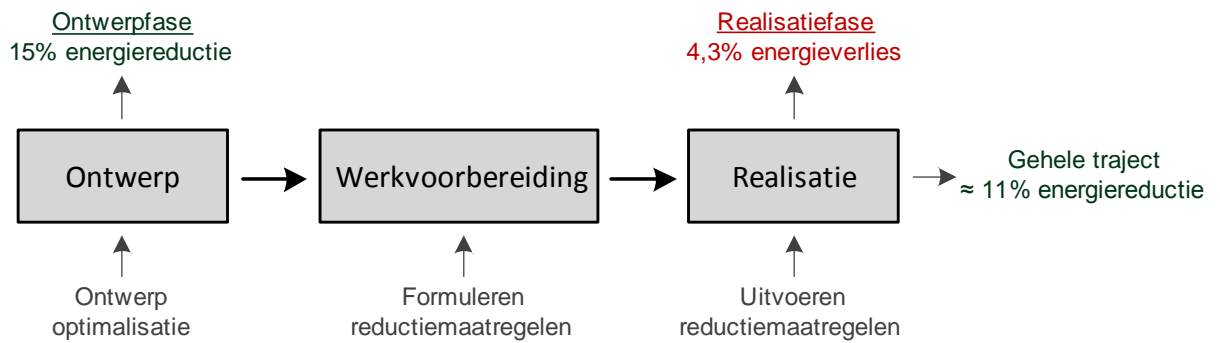 Ontwerpfase
15% energiereductie
Realisatiefase
4,3% energieverlies
Ontwerp
Werkvoorbereiding
Realisatie
Gehele traject
≈ 11% energiereductie
Ontwerp
optimalisatie
Formuleren
reductiemaatregelen
Uitvoeren
reductiemaatregelen